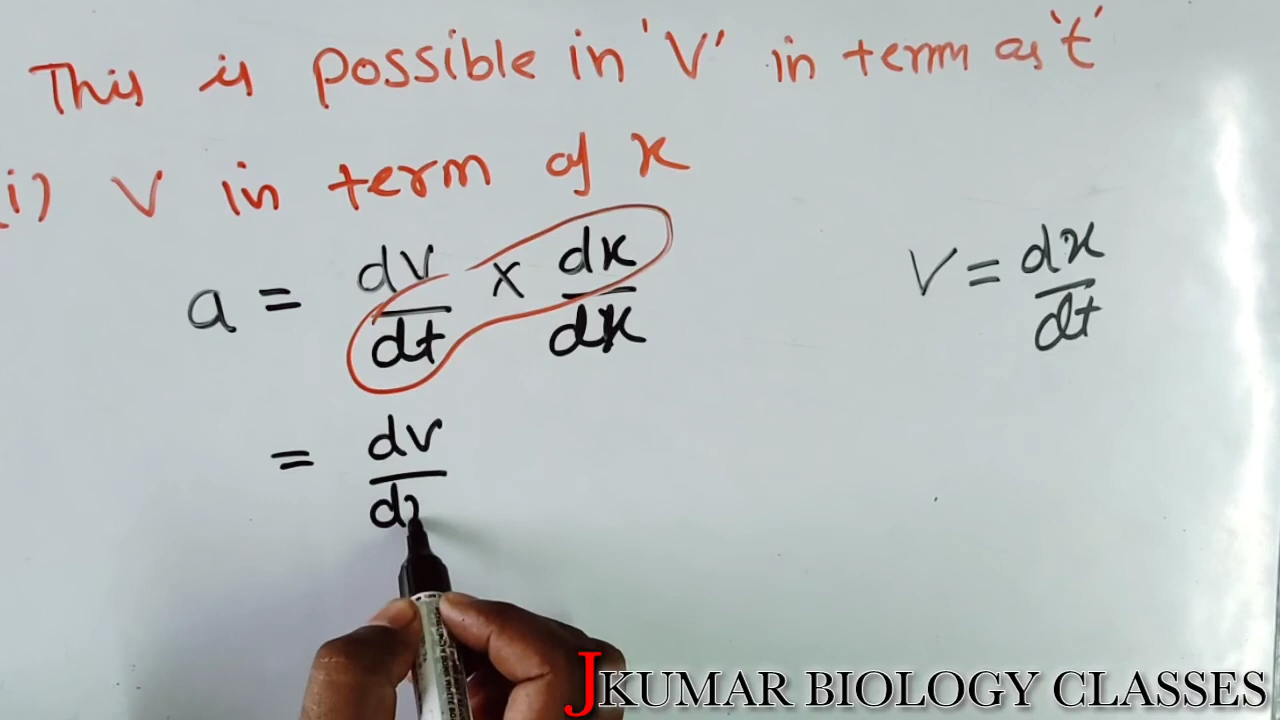 This is possible in 'V' in term as 't'
(i) V in term of x
a = dv/dt × dx/dx
V = dx/dt
= dv/dx
JKUMAR BIOLOGY CLASSES